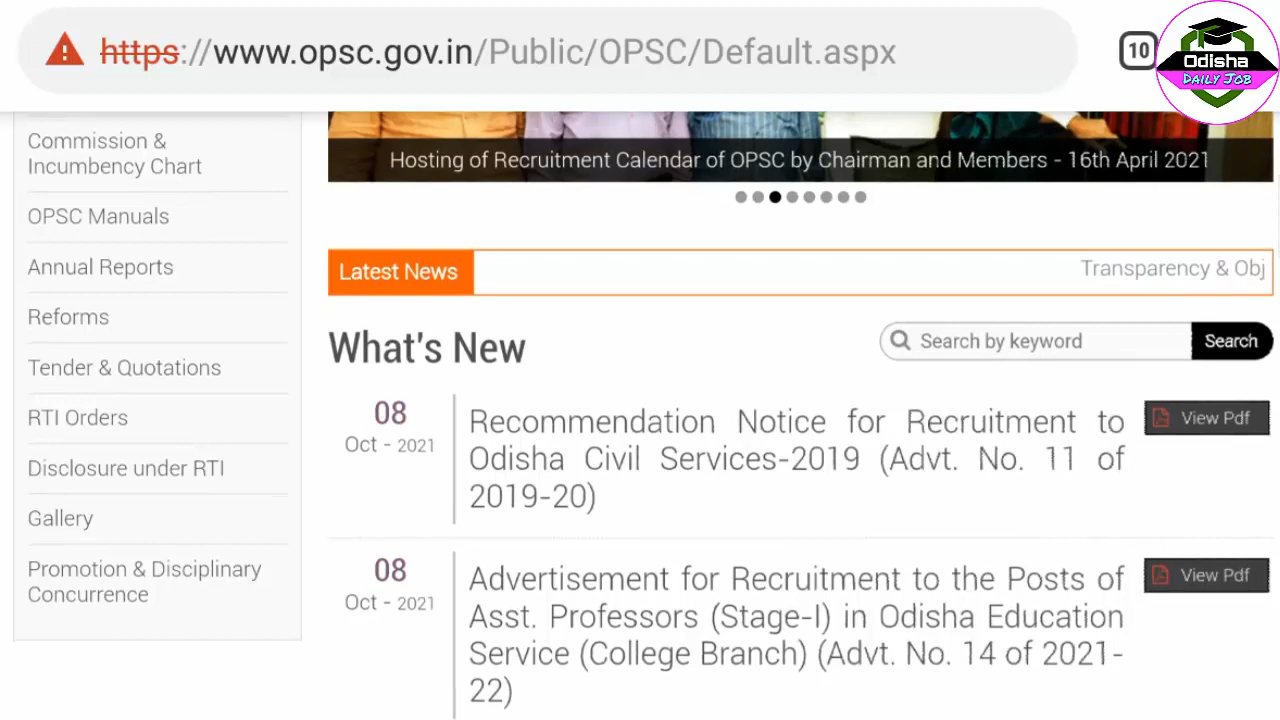 https://www.opsc.gov.in/Public/OPSC/Default.aspx
10
Odisha
DAILY JOB
Commission &
Incumbency Chart
OPSC Manuals
Annual Reports
Reforms
Tender & Quotations
RTI Orders
Disclosure under RTI
Gallery
Promotion & Disciplinary
Concurrence
Hosting of Recruitment Calendar of OPSC by Chairman and Members - 16th April 2021
Latest News
Transparency & Obj
What's New
Search by keyword
Search
08
Oct - 2021
Recommendation Notice for Recruitment to
Odisha Civil Services-2019 (Advt. No. 11 of
2019-20)
View Pdf
08
Oct - 2021
Advertisement for Recruitment to the Posts of
Asst. Professors (Stage-I) in Odisha Education
Service (College Branch) (Advt. No. 14 of 2021-
22)
View Pdf